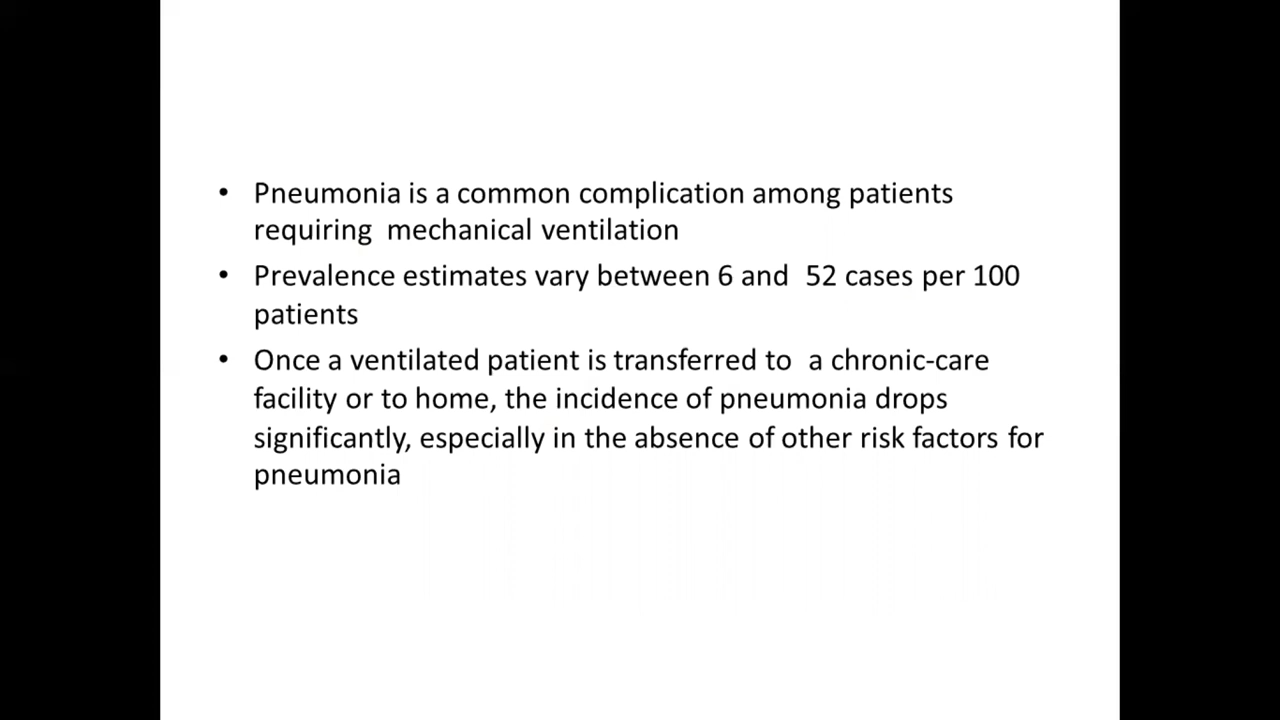 • Pneumonia is a common complication among patients
requiring  mechanical ventilation
• Prevalence estimates vary between 6 and  52 cases per 100
patients
• Once a ventilated patient is transferred to  a chronic-care
facility or to home, the incidence of pneumonia drops
significantly, especially in the absence of other risk factors for
pneumonia